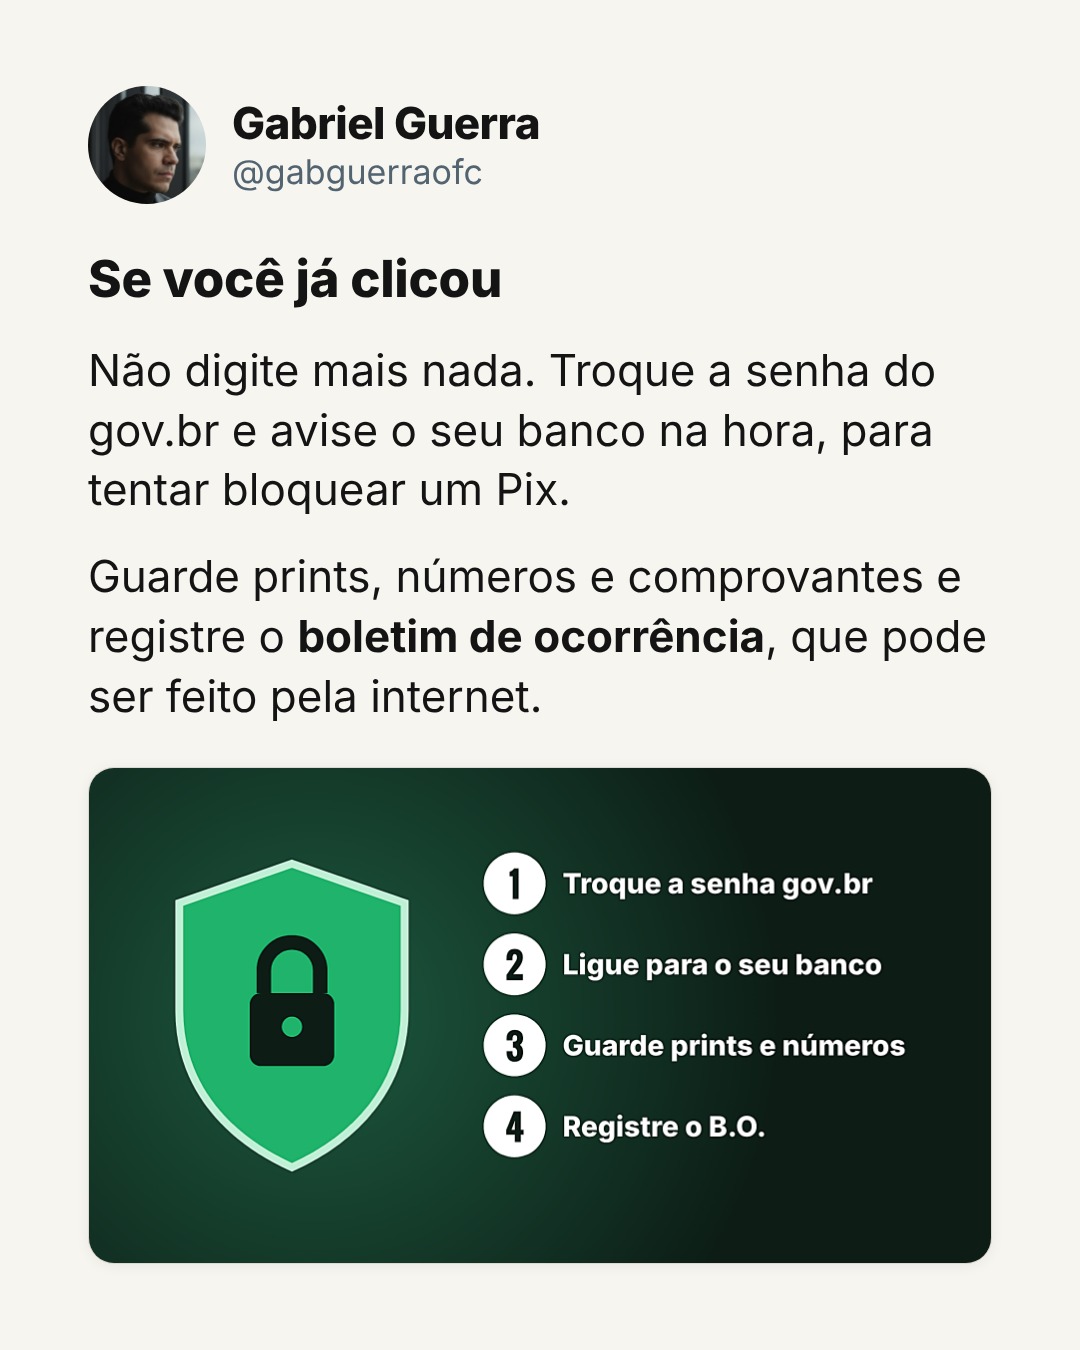 Gabriel Guerra
@gabguerraofc
Se você já clicou
Não digite mais nada. Troque a senha do
gov.br e avise o seu banco na hora, para
tentar bloquear um Pix.
Guarde prints, números e comprovantes e
registre o boletim de ocorrência, que pode
ser feito pela internet.
1 Troque a senha gov.br
2 Ligue para o seu banco
3 Guarde prints e números
4 Registre o B.O.